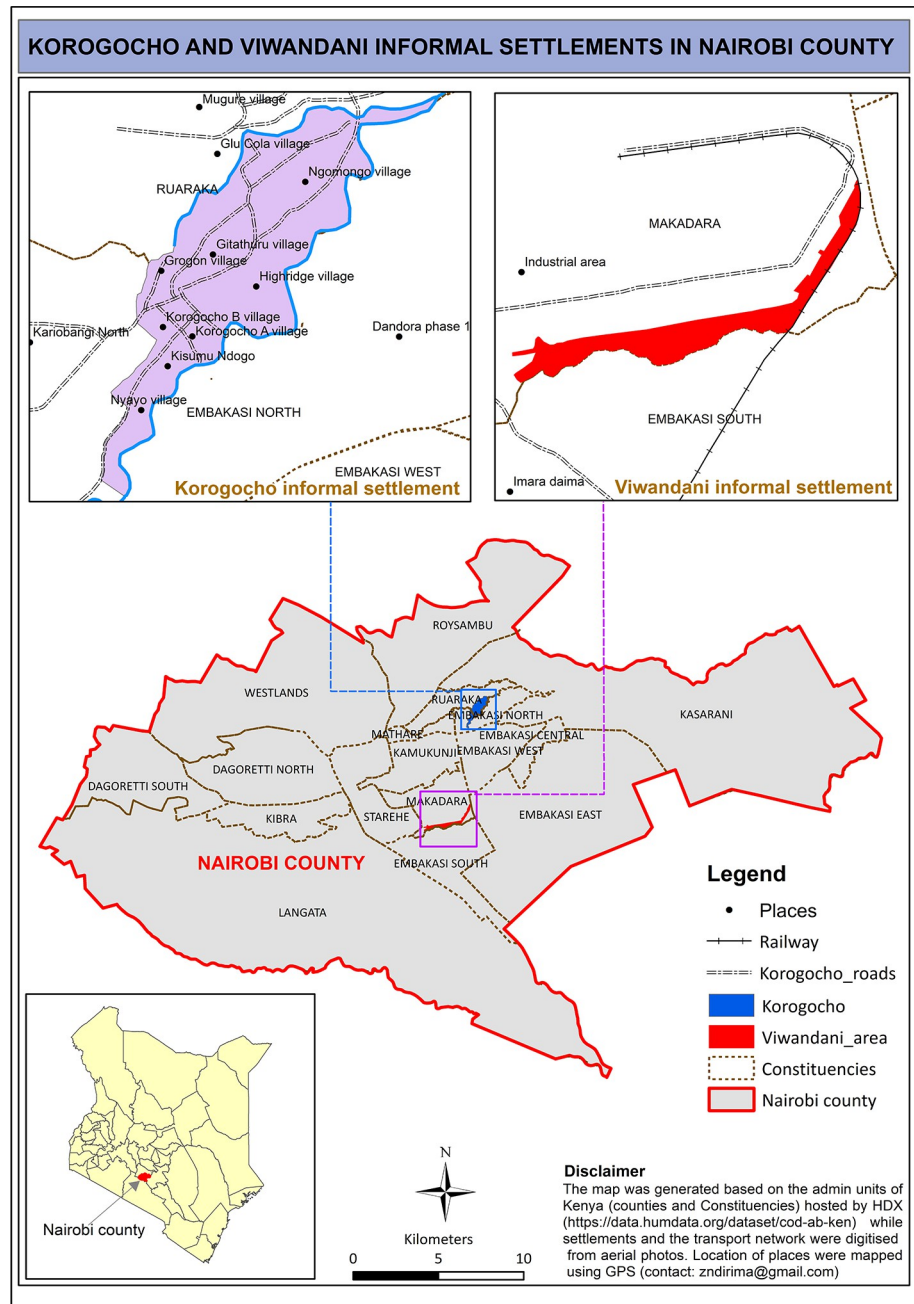 KOROGOCHO AND VIWANDANI INFORMAL SETTLEMENTS IN NAIROBI COUNTY
Mugure village
Glu Cola village
Ngomongo village
RUARAKA
Gitathuru village
Grogon village
Highridge village
Korogocho B village
Kariobangi North
Korogocho A village
Dandora phase 1
Kisumu Ndogo
Nyayo village
EMBAKASI NORTH
EMBAKASI WEST
Korogocho informal settlement
MAKADARA
Industrial area
EMBAKASI SOUTH
Imara daima
Viwandani informal settlement
ROYSAMBU
WESTLANDS
RUARAKA
EMBAKASI NORTH
KASARANI
MATHARE
EMBAKASI CENTRAL
KAMUKUNJI
EMBAKASI WEST
DAGORETTI NORTH
DAGORETTI SOUTH
MAKADARA
STAREHE
EMBAKASI EAST
KIBRA
NAIROBI COUNTY
EMBAKASI SOUTH
LANGATA
Legend
Places
Railway
Korogocho_roads
Korogocho
Viwandani_area
Constituencies
Nairobi county
Nairobi county
N
Kilometers
0 5 10
Disclaimer
The map was generated based on the admin units of
Kenya (counties and Constituencies) hosted by HDX
(https://data.humdata.org/dataset/cod-ab-ken) while
settlements and the transport network were digitised
from aerial photos. Location of places were mapped
using GPS (contact: zndirima@gmail.com)